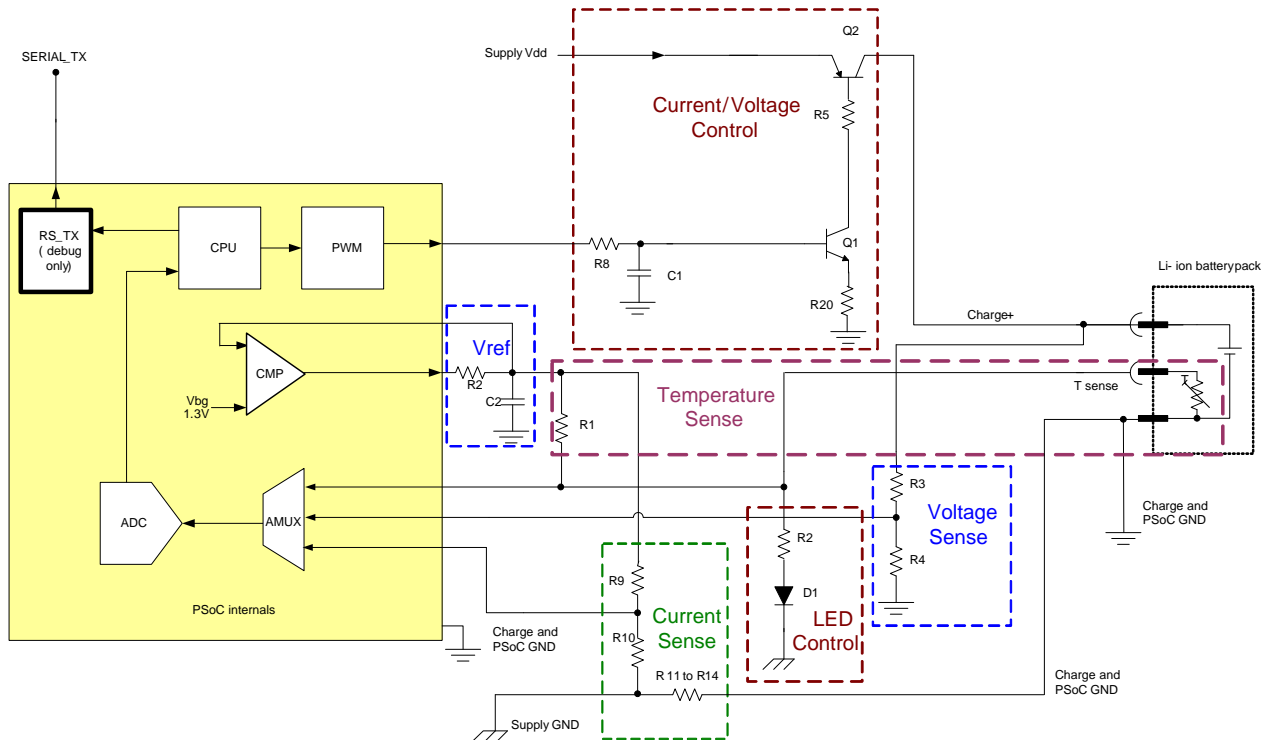 Q2
Supply Vdd
SERIAL_TX
Current/Voltage
Control
R5
RS_TX
( debug
only)
CPU
PWM
Q1
R8
C1
R20
Li- ion batterypack
Charge+
Vref
CMP
R2
C2
Vbg
1.3V
R1
Temperature
Sense
T sense
T
R3
Voltage
Sense
R4
Charge and
PSoC GND
ADC
AMUX
R2
D1
LED
Control
R9
R10
Current
Sense
PSoC internals
Charge and
PSoC GND
R 11 to R14
Charge and
PSoC GND
Supply GND